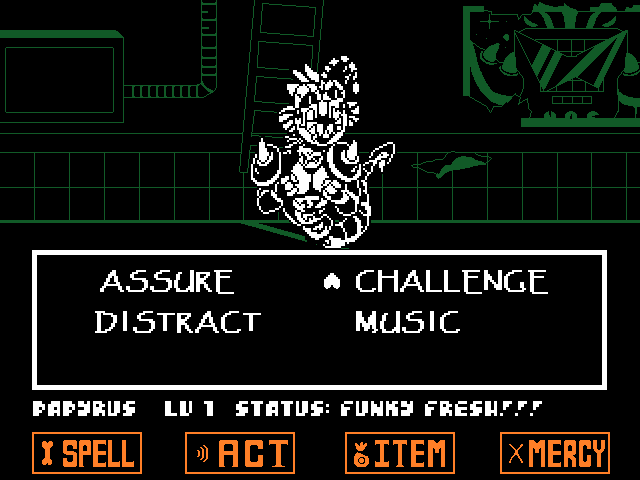 ASSURE CHALLENGE
DISTRACT MUSIC
PAPYRUS LV 1 STATUS: FUNKY FRESH!!!
SPELL ACT ITEM MERCY